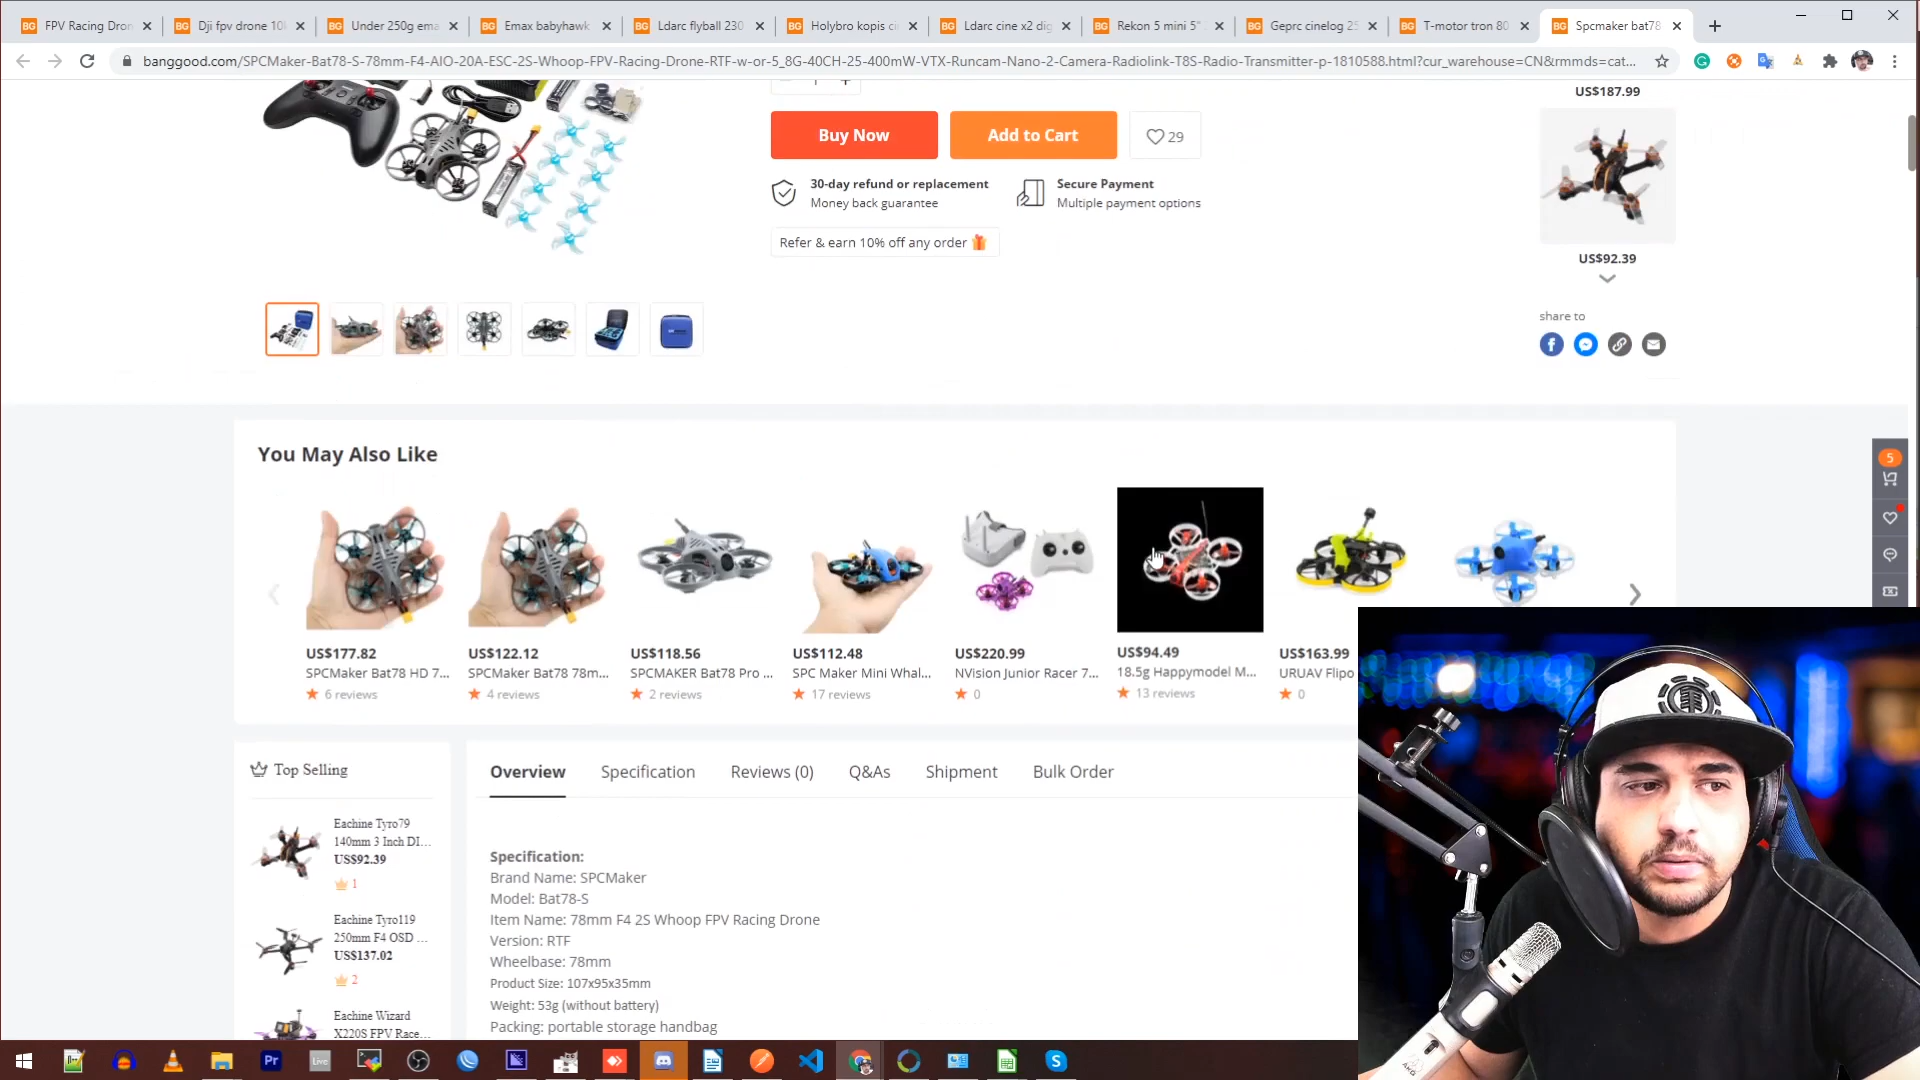 FPV Racing Dron
Dji fpv drone 10
Under 250g ema
Emax babyhawk
Ldarc flyball 230
Holybro kopis ci
Ldarc cine x2 dig
Rekon 5 mini 5"
Geprc cinelog 25
T-motor tron 80
Spcmaker bat78
banggood.com/SPCMaker-Bat78-S-78mm-F4-AIO-20A-ESC-2S-Whoop-FPV-Racing-Drone-RTF-w-or-5_8G-40CH-25-400mW-VTX-Runcam-Nano-2-Camera-Radiolink-T8S-Radio-Transmitter-p-1810588.html?cur_warehouse=CN&rmmds=cat...
US$187.99
Buy Now
Add to Cart
29
30-day refund or replacement
Money back guarantee
Secure Payment
Multiple payment options
Refer & earn 10% off any order
US$92.39
share to
You May Also Like
5
US$177.82
SPCMaker Bat78 HD 7...
6 reviews
US$122.12
SPCMaker Bat78 78m...
4 reviews
US$118.56
SPCMAKER Bat78 Pro ...
2 reviews
US$112.48
SPC Maker Mini Whal...
17 reviews
US$220.99
NVision Junior Racer 7...
0
US$94.49
18.5g Happymodel M...
13 reviews
US$163.99
URUAV Flipo
0
Top Selling
Overview
Specification
Reviews (0)
Q&As
Shipment
Bulk Order
Eachine Tyro79
140mm 3 Inch DI...
US$92.39
1
Eachine Tyro119
250mm F4 OSD ...
US$137.02
2
Eachine Wizard
X220S FPV Race...
Specification:
Brand Name: SPCMaker
Model: Bat78-S
Item Name: 78mm F4 2S Whoop FPV Racing Drone
Version: RTF
Wheelbase: 78mm
Product Size: 107x95x35mm
Weight: 53g (without battery)
Packing: portable storage handbag